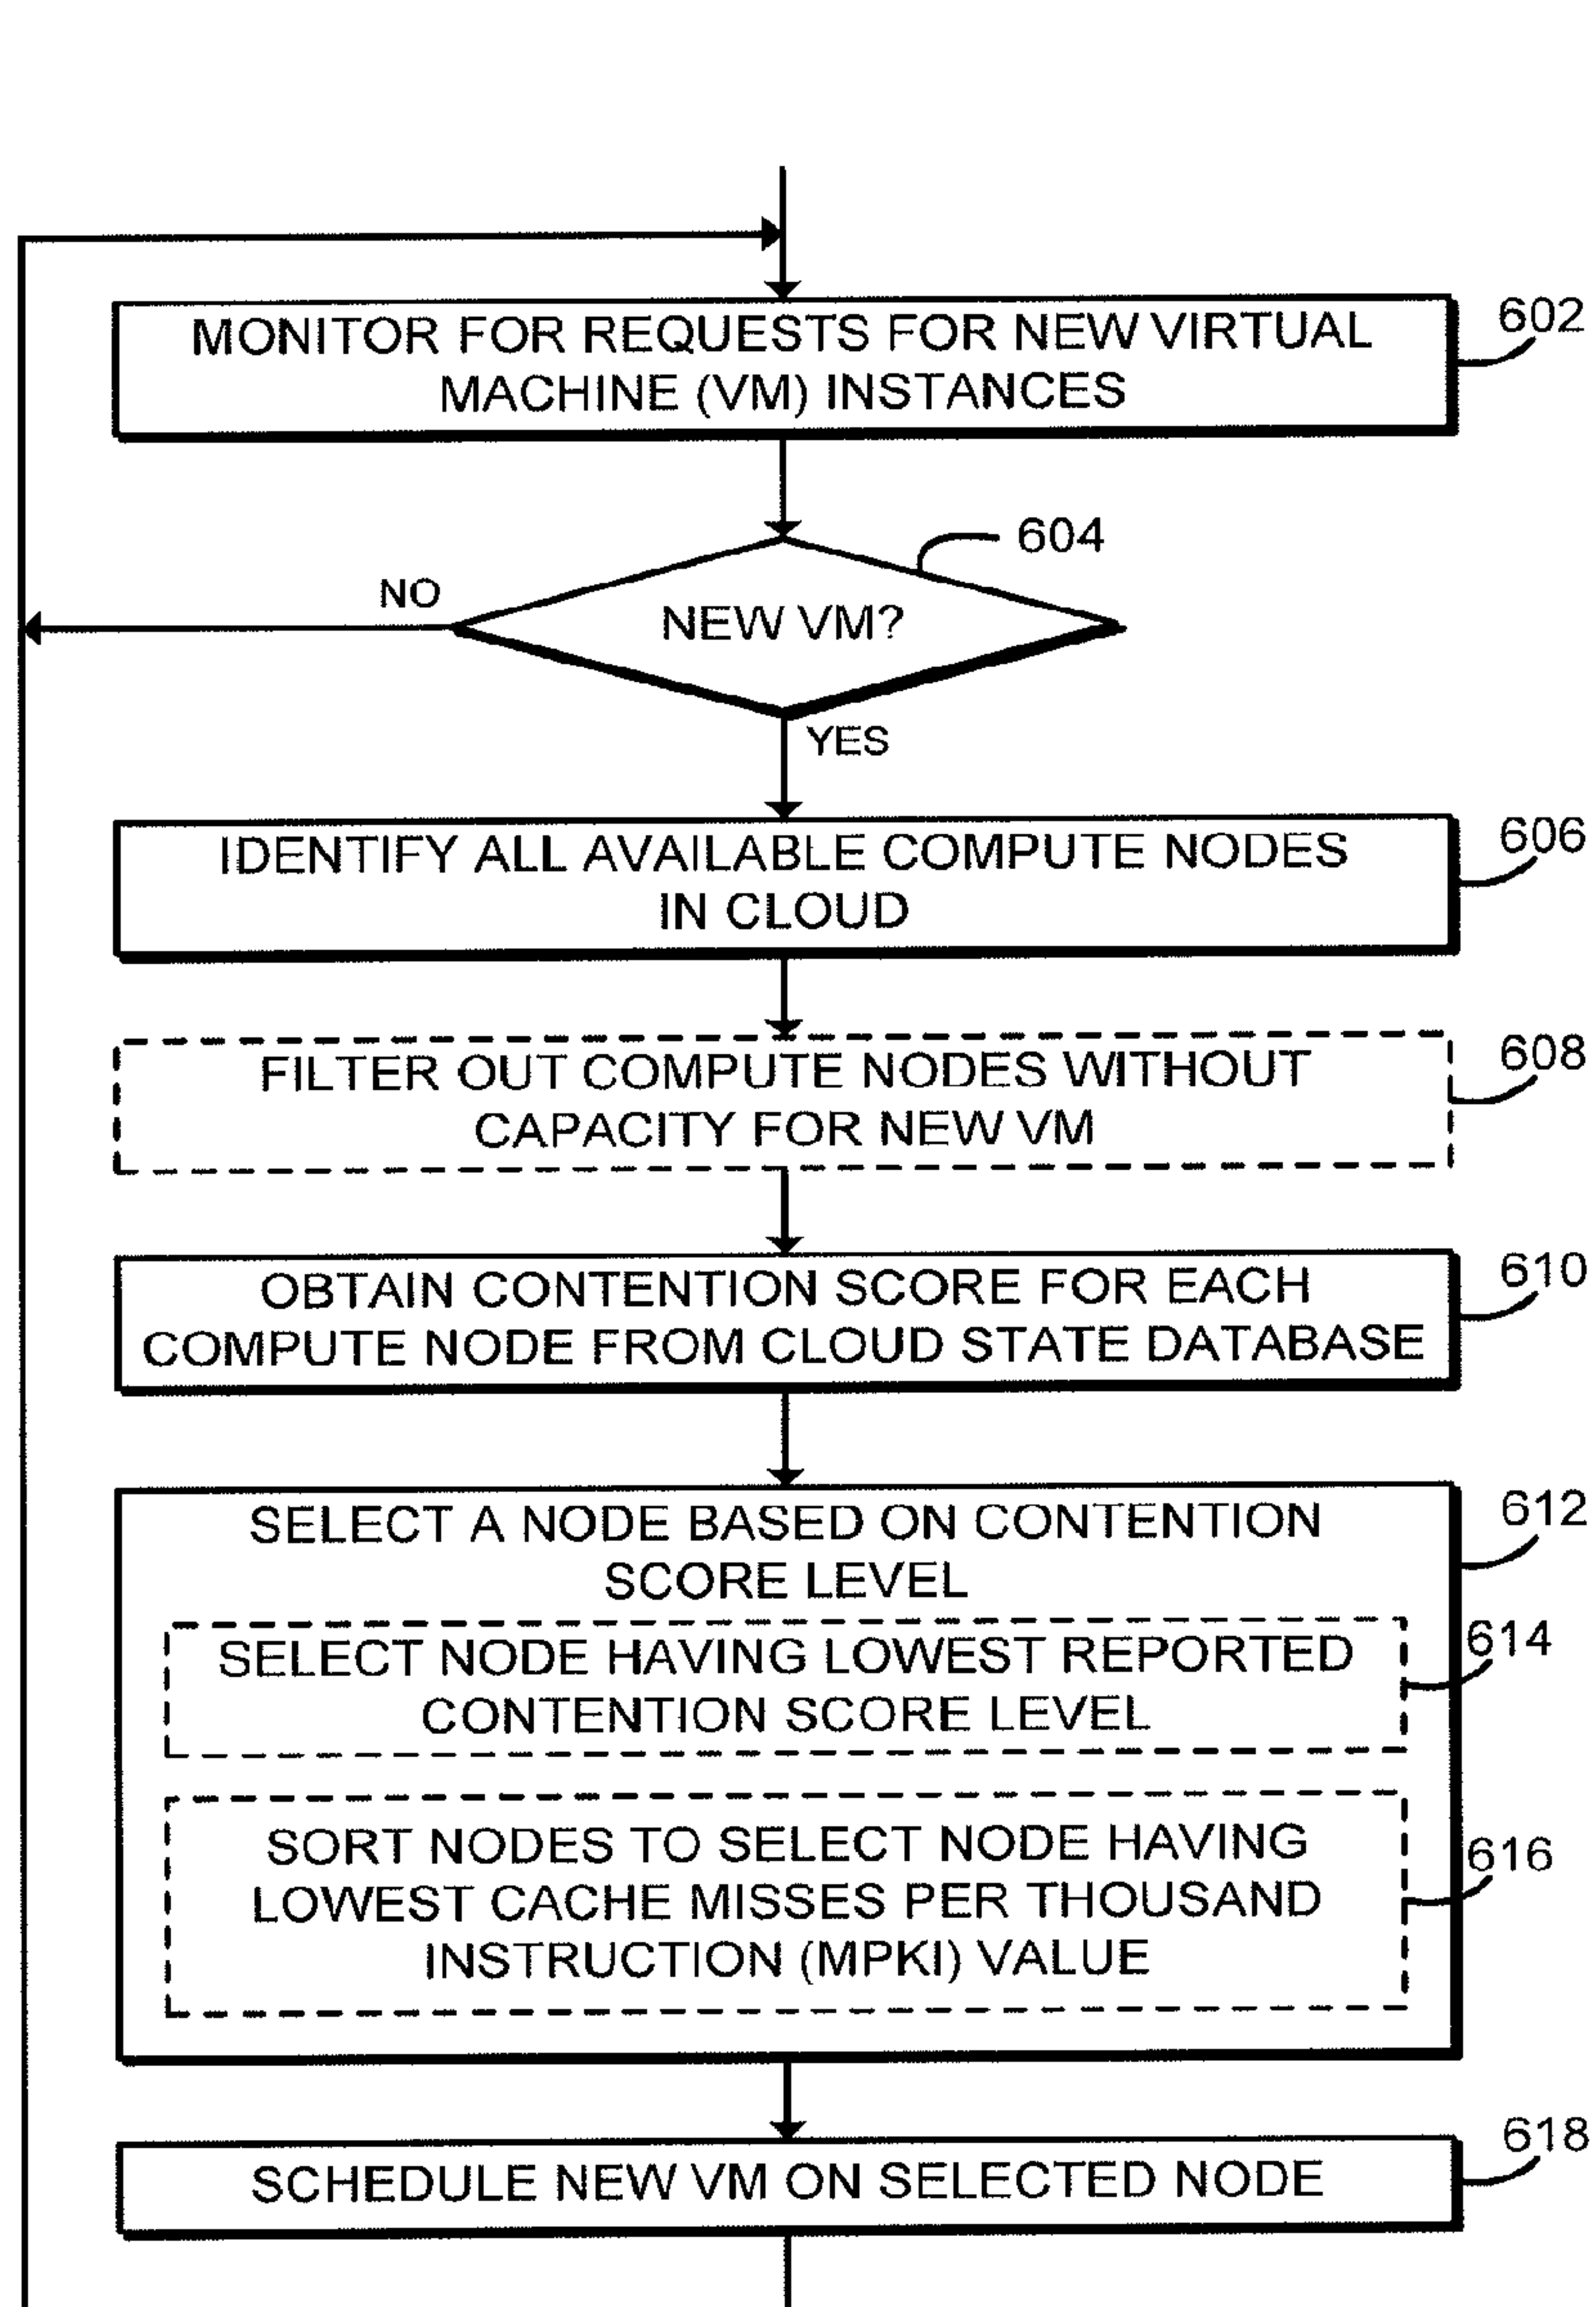 MONITOR FOR REQUESTS FOR NEW VIRTUAL
MACHINE (VM) INSTANCES
602
604
NO
NEW VM?
YES
IDENTIFY ALL AVAILABLE COMPUTE NODES
IN CLOUD
606
FILTER OUT COMPUTE NODES WITHOUT
CAPACITY FOR NEW VM
608
OBTAIN CONTENTION SCORE FOR EACH
COMPUTE NODE FROM CLOUD STATE DATABASE
610
SELECT A NODE BASED ON CONTENTION
SCORE LEVEL
612
SELECT NODE HAVING LOWEST REPORTED
CONTENTION SCORE LEVEL
614
SORT NODES TO SELECT NODE HAVING
LOWEST CACHE MISSES PER THOUSAND
INSTRUCTION (MPKI) VALUE
616
SCHEDULE NEW VM ON SELECTED NODE
618